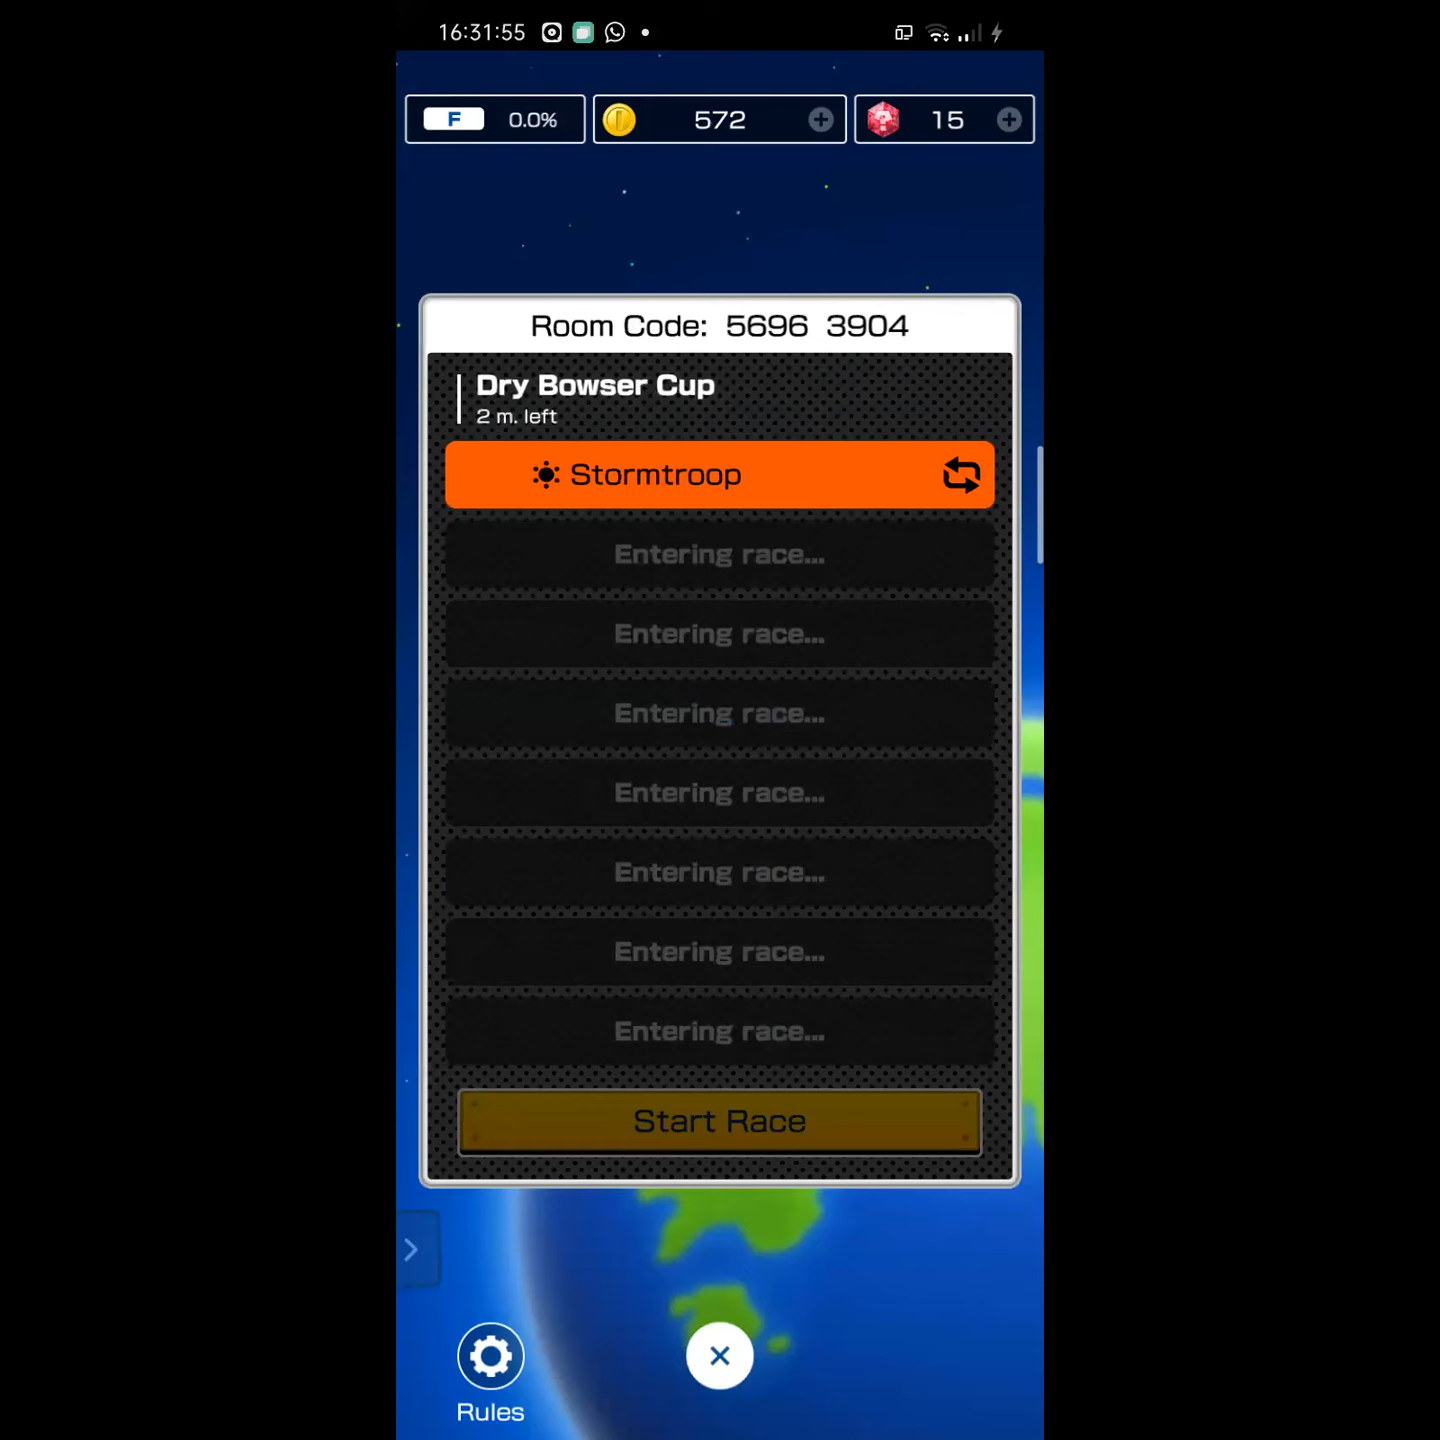 16:31:55
F 0.0% 572 15
Room Code: 5696 3904
Dry Bowser Cup
2 m. left
Stormtroop
Entering race...
Entering race...
Entering race...
Entering race...
Entering race...
Entering race...
Entering race...
Start Race
Rules